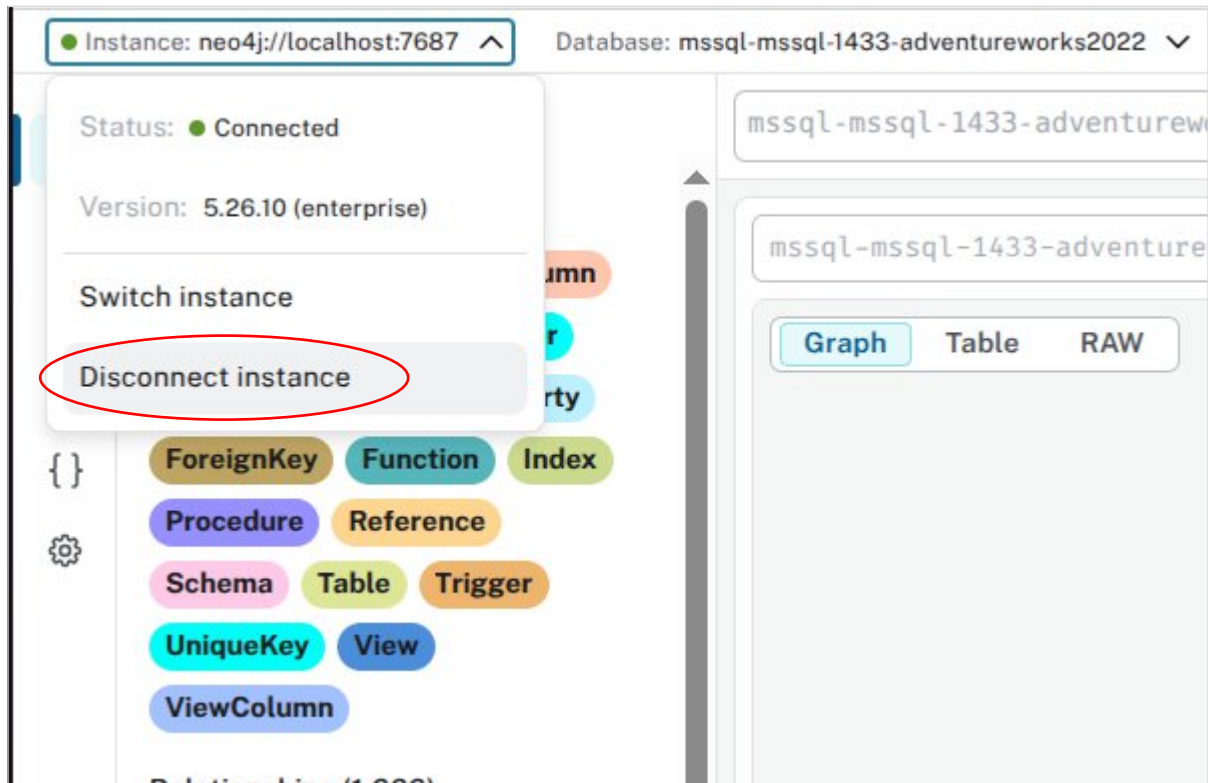 Instance: neo4j://localhost:7687 Database: mssql-mssql-1433-adventureworks2022
Status: Connected
Version: 5.26.10 (enterprise)
Switch instance
Disconnect instance
umn
r
rty
ForeignKey Function Index
Procedure Reference
Schema Table Trigger
UniqueKey View
ViewColumn
mssql-mssql-1433-adventurew
mssql-mssql-1433-adventure
Graph Table RAW